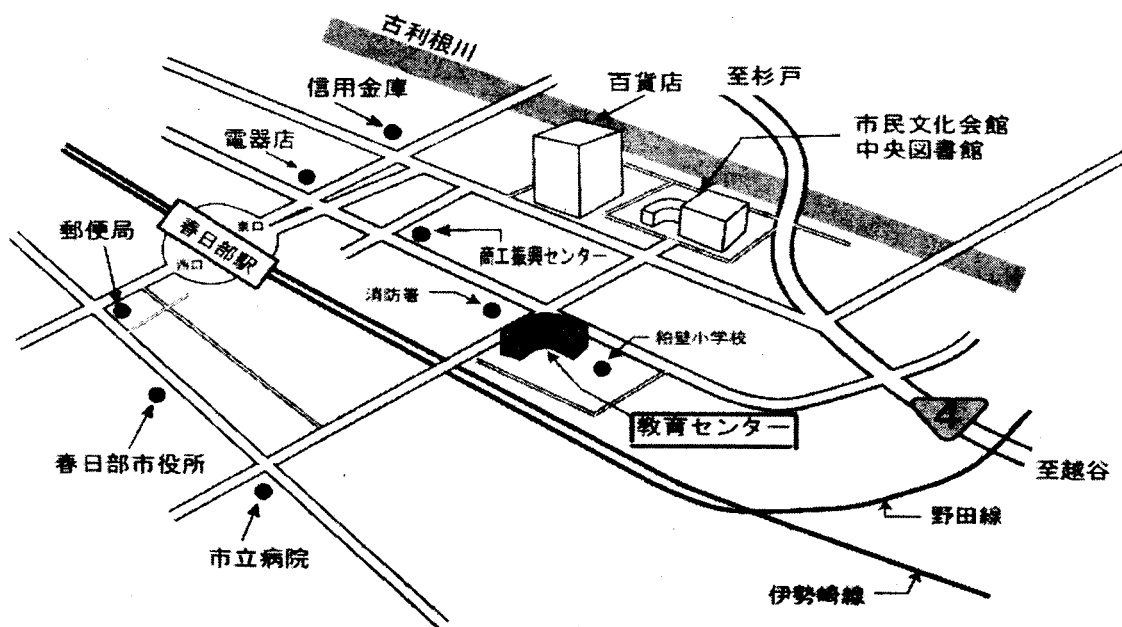 古利根川
百貨店
至杉戸
信用金庫
市民文化会館
中央図書館
電器店
郵便局
東口
春日部駅
西口
商工振興センター
消防署
粕壁小学校
4
教育センター
春日部市役所
至越谷
野田線
市立病院
伊勢崎線